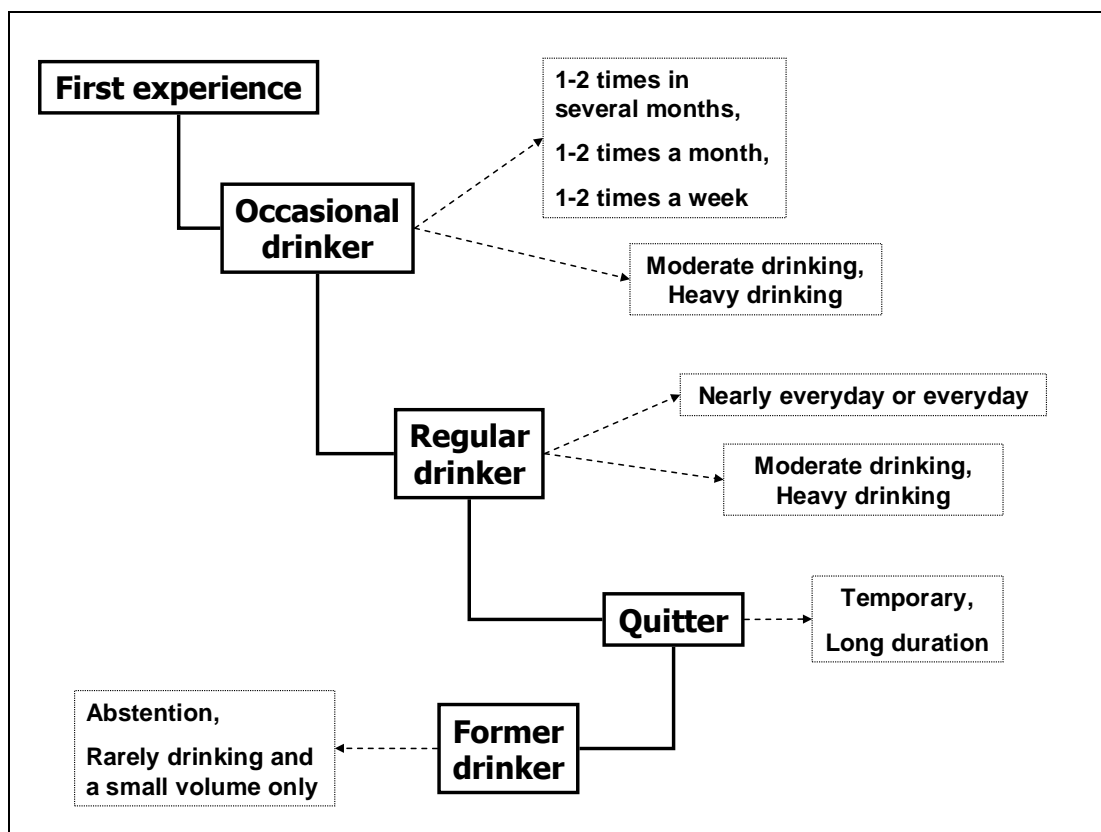 First experience
1-2 times in
several months,
1-2 times a month,
1-2 times a week
Occasional
drinker
Moderate drinking,
Heavy drinking
Nearly everyday or everyday
Regular
drinker
Moderate drinking,
Heavy drinking
Quitter
Temporary,
Long duration
Abstention,
Rarely drinking and
a small volume only
Former
drinker